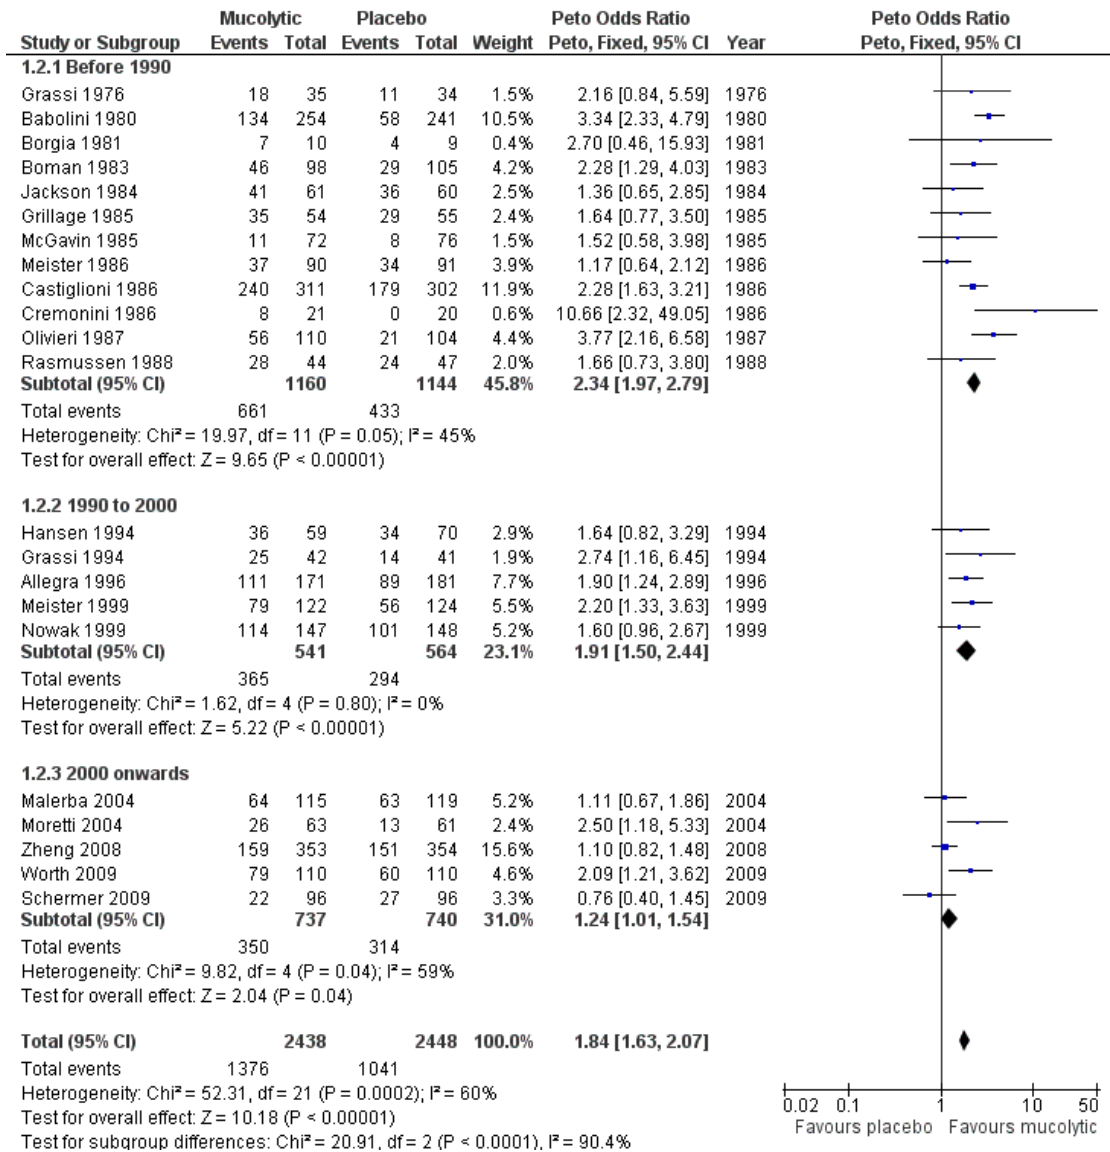 Mucolytic Placebo Peto Odds Ratio Peto Odds Ratio
Study or Subgroup Events Total Events Total Weight Peto, Fixed, 95% CI Year Peto, Fixed, 95% CI
1.2.1 Before 1990
Grassi 1976 18 35 11 34 1.5% 2.16 [0.84, 5.59] 1976
Babolini 1980 134 254 58 241 10.5% 3.34 [2.33, 4.79] 1980
Borgia 1981 7 10 4 9 0.4% 2.70 [0.46, 15.93] 1981
Boman 1983 46 98 29 105 4.2% 2.28 [1.29, 4.03] 1983
Jackson 1984 41 61 36 60 2.5% 1.36 [0.65, 2.85] 1984
Grillage 1985 35 54 29 55 2.4% 1.64 [0.77, 3.50] 1985
McGavin 1985 11 72 8 76 1.5% 1.52 [0.58, 3.98] 1985
Meister 1986 37 90 34 91 3.9% 1.17 [0.64, 2.12] 1986
Castiglioni 1986 240 311 179 302 11.9% 2.28 [1.63, 3.21] 1986
Cremonini 1986 8 21 0 20 0.6% 10.66 [2.32, 49.05] 1986
Olivieri 1987 56 110 21 104 4.4% 3.77 [2.16, 6.58] 1987
Rasmussen 1988 28 44 24 47 2.0% 1.66 [0.73, 3.80] 1988
Subtotal (95% CI) 1160 1144 45.8% 2.34 [1.97, 2.79]
Total events 661 433
Heterogeneity: Chi² = 19.97, df = 11 (P = 0.05); I² = 45%
Test for overall effect: Z = 9.65 (P < 0.00001)
1.2.2 1990 to 2000
Hansen 1994 36 59 34 70 2.9% 1.64 [0.82, 3.29] 1994
Grassi 1994 25 42 14 41 1.9% 2.74 [1.16, 6.45] 1994
Allegra 1996 111 171 89 181 7.7% 1.90 [1.24, 2.89] 1996
Meister 1999 79 122 56 124 5.5% 2.20 [1.33, 3.63] 1999
Nowak 1999 114 147 101 148 5.2% 1.60 [0.96, 2.67] 1999
Subtotal (95% CI) 541 564 23.1% 1.91 [1.50, 2.44]
Total events 365 294
Heterogeneity: Chi² = 1.62, df = 4 (P = 0.80); I² = 0%
Test for overall effect: Z = 5.22 (P < 0.00001)
1.2.3 2000 onwards
Malerba 2004 64 115 63 119 5.2% 1.11 [0.67, 1.86] 2004
Moretti 2004 26 63 13 61 2.4% 2.50 [1.18, 5.33] 2004
Zheng 2008 159 353 151 354 15.6% 1.10 [0.82, 1.48] 2008
Worth 2009 79 110 60 110 4.6% 2.09 [1.21, 3.62] 2009
Schermer 2009 22 96 27 96 3.3% 0.76 [0.40, 1.45] 2009
Subtotal (95% CI) 737 740 31.0% 1.24 [1.01, 1.54]
Total events 350 314
Heterogeneity: Chi² = 9.82, df = 4 (P = 0.04); I² = 59%
Test for overall effect: Z = 2.04 (P = 0.04)
Total (95% CI) 2438 2448 100.0% 1.84 [1.63, 2.07]
Total events 1376 1041
Heterogeneity: Chi² = 52.31, df = 21 (P = 0.0002); I² = 60%
Test for overall effect: Z = 10.18 (P < 0.00001)
Test for subgroup differences: Chi² = 20.91, df = 2 (P < 0.0001), I² = 90.4%
0.02 0.1 1 10 50
Favours placebo Favours mucolytic